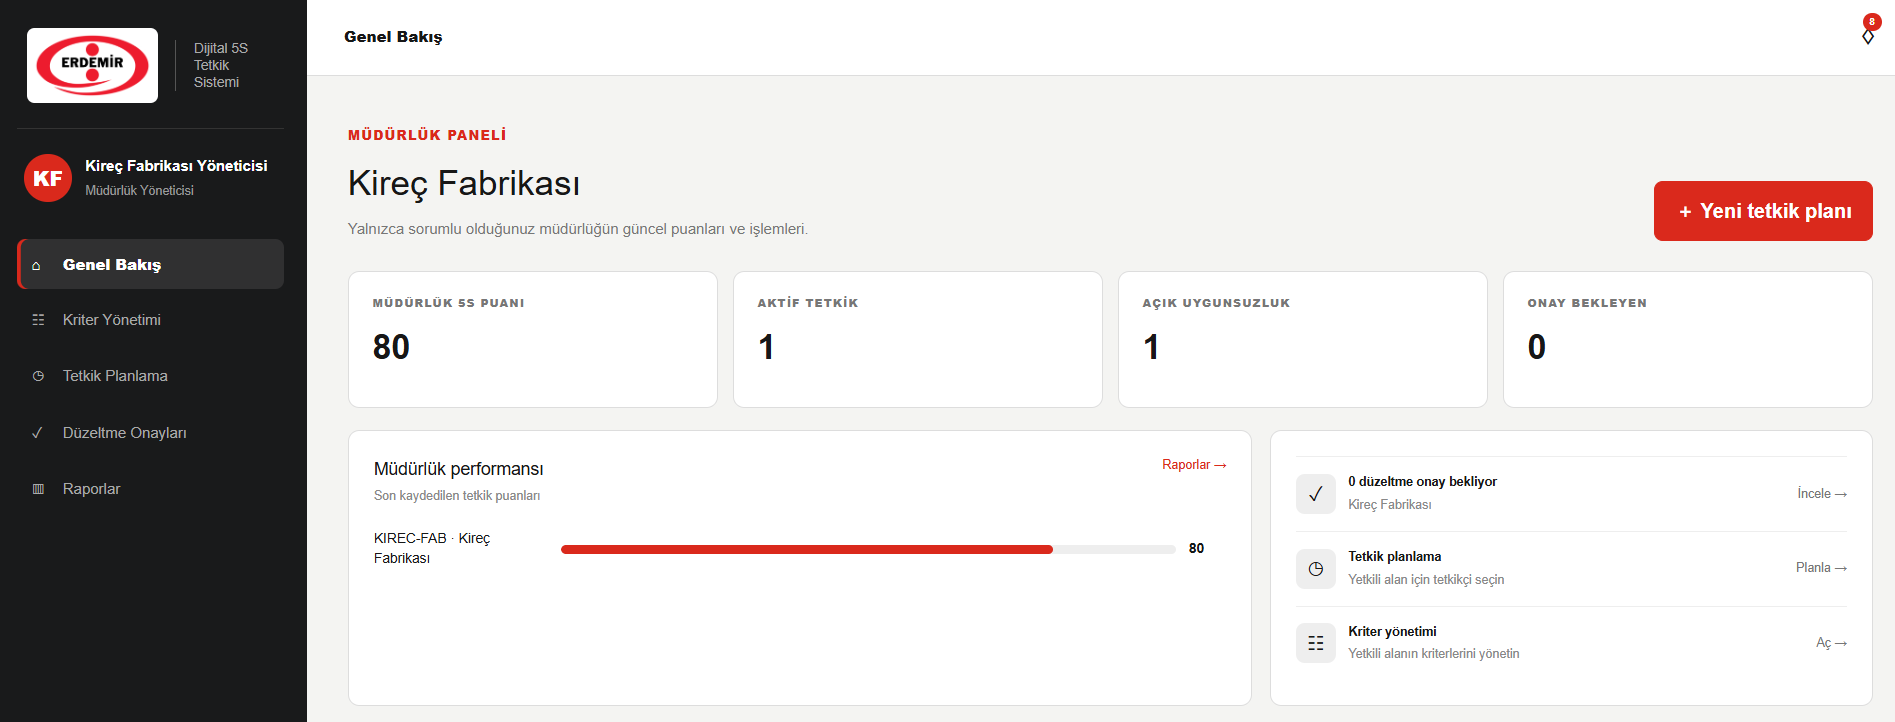 ERDEMİR
Dijital 5S
Tetkik
Sistemi
KF
Kireç Fabrikası Yöneticisi
Müdürlük Yöneticisi
Genel Bakış
Kriter Yönetimi
Tetkik Planlama
Düzeltme Onayları
Raporlar
Genel Bakış
8
MÜDÜRLÜK PANELİ
Kireç Fabrikası
Yalnızca sorumlu olduğunuz müdürlüğün güncel puanları ve işlemleri.
+ Yeni tetkik planı
MÜDÜRLÜK 5S PUANI
80
AKTİF TETKİK
1
AÇIK UYGUNSUZLUK
1
ONAY BEKLEYEN
0
Müdürlük performansı
Raporlar →
Son kaydedilen tetkik puanları
KIREC-FAB · Kireç
Fabrikası
80
0 düzeltme onay bekliyor
Kireç Fabrikası
İncele →
Tetkik planlama
Yetkili alan için tetkikçi seçin
Planla →
Kriter yönetimi
Yetkili alanın kriterlerini yönetin
Aç →